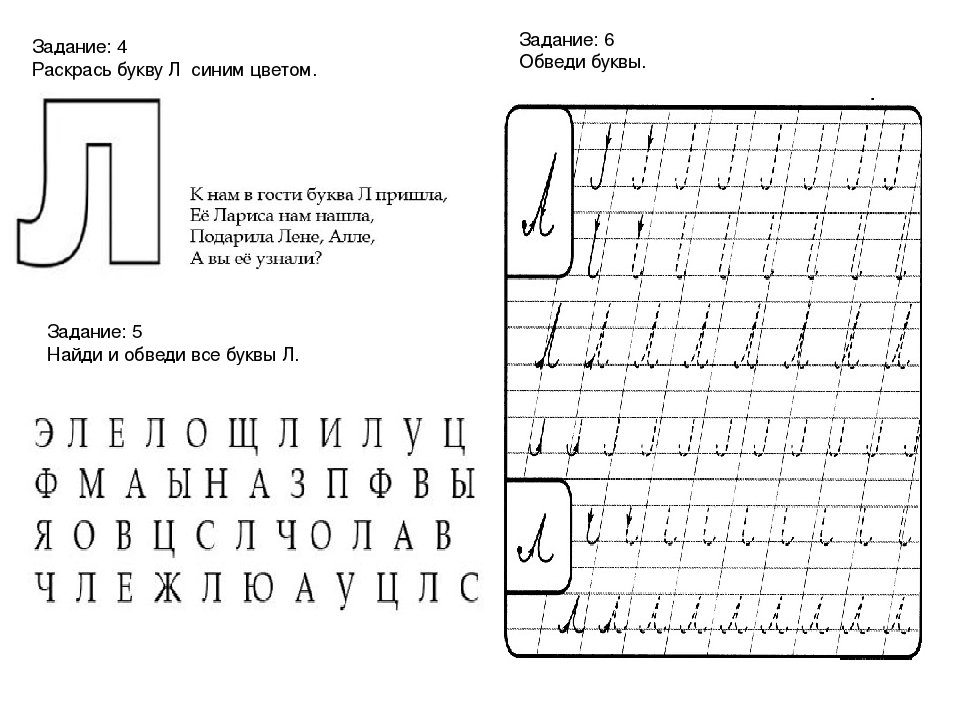 Задание: 4
Раскрась букву Л  синим цветом.
Л
К нам в гости буква Л пришла,
Её Лариса нам нашла,
Подарила Лене, Алле,
А вы её узнали?
Задание: 5
Найди и обведи все буквы Л.
Э Л Е Л О Щ Л И Л У Ц
Ф М А Ы Н А З П Ф В Ы
Я О В Ц С Л Ч О Л А В
Ч Л Е Ж Л Ю А У Ц Л С
Задание: 6
Обведи буквы.
Л
Л Л Л Л Л Л Л Л
л
л л л л л л л л л